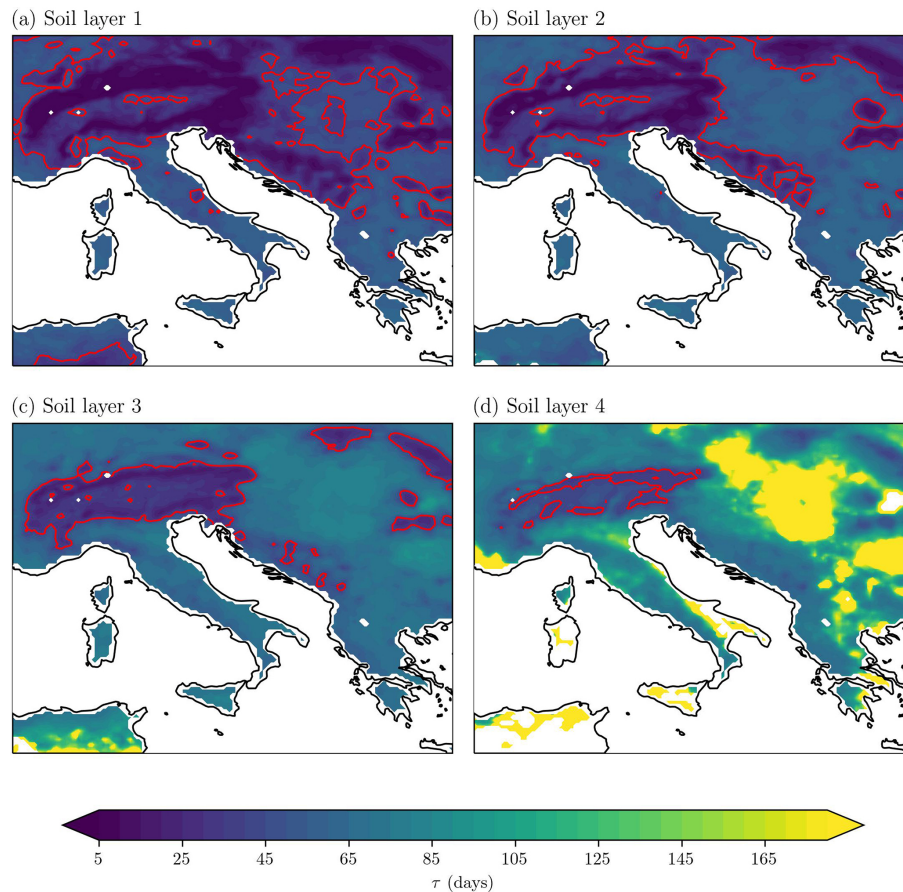 (a) Soil layer 1
(b) Soil layer 2
(c) Soil layer 3
(d) Soil layer 4
5 25 45 65 85 105 125 145 165
τ (days)